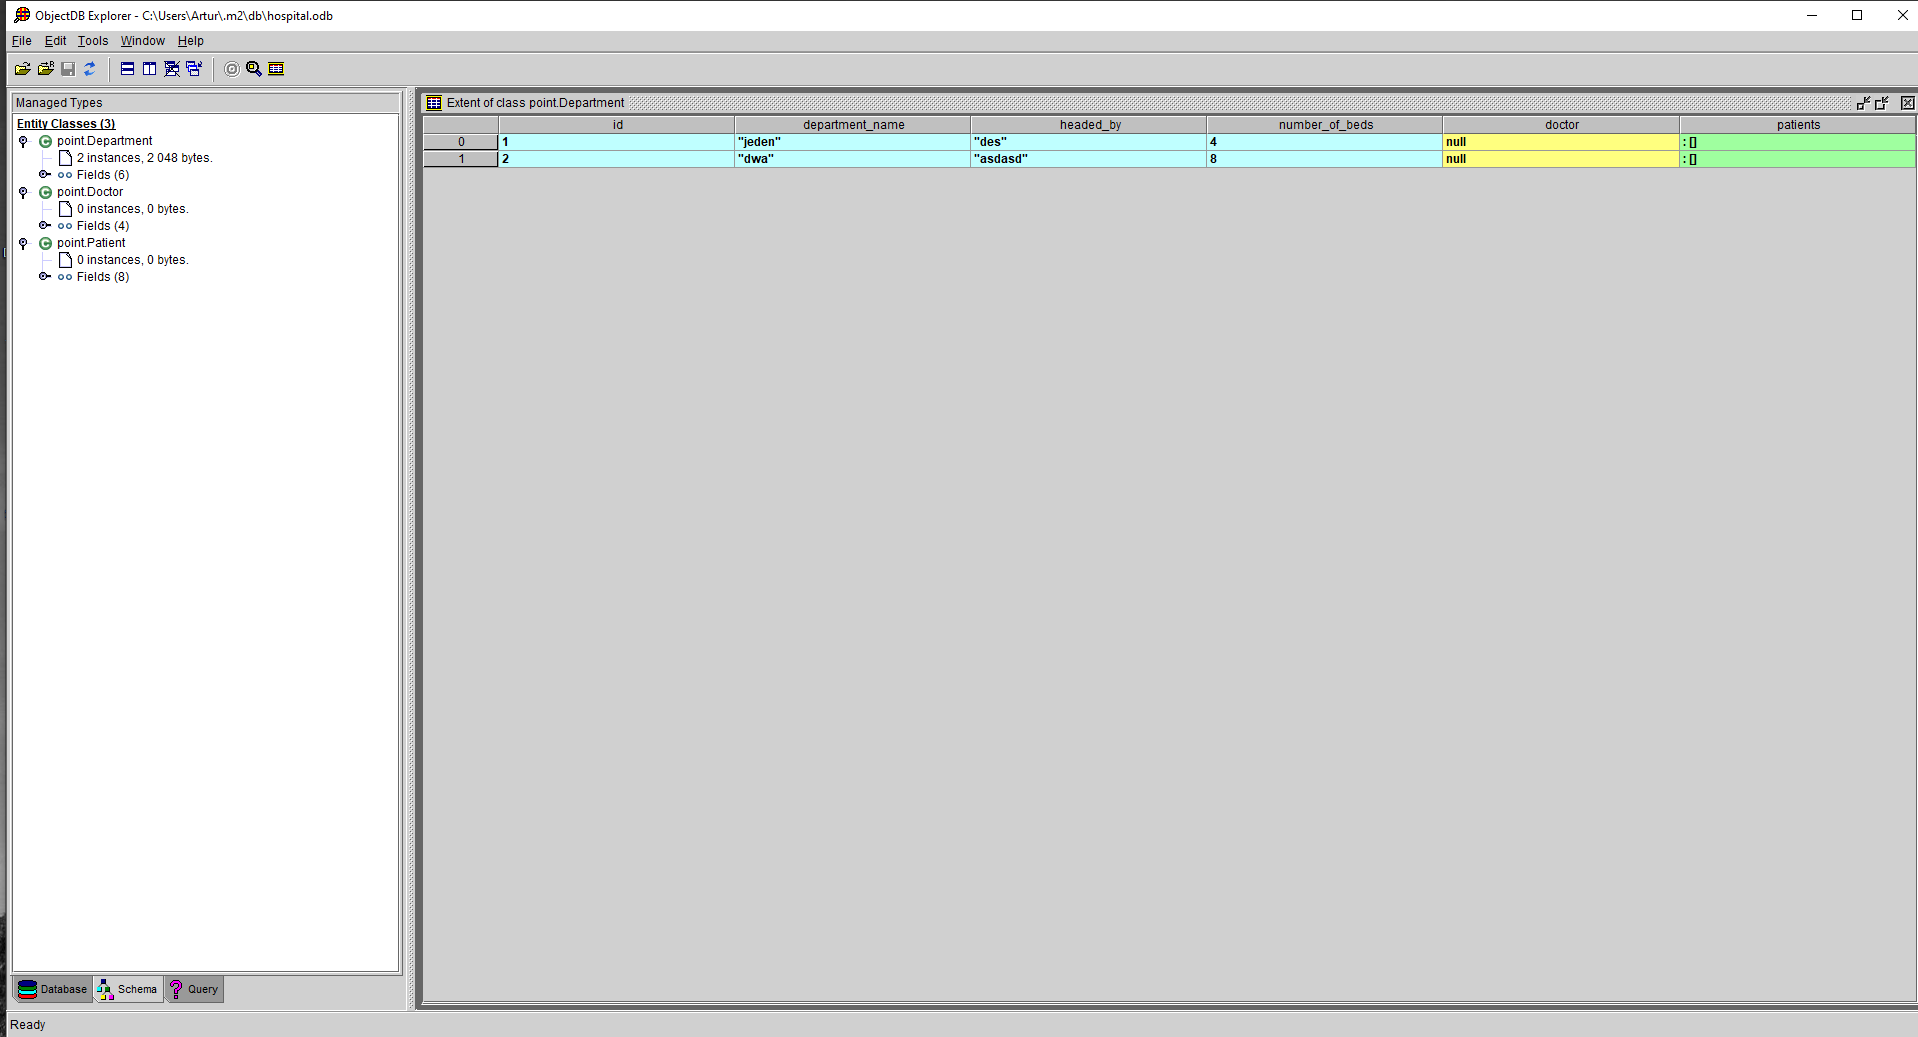 ObjectDB Explorer - C:\Users\Artur\.m2\db\hospital.odb
File Edit Tools Window Help
Managed Types
Entity Classes (3)
point.Department
2 instances, 2 048 bytes.
Fields (6)
point.Doctor
0 instances, 0 bytes.
Fields (4)
point.Patient
0 instances, 0 bytes.
Fields (8)
Database Schema Query
Extent of class point.Department
id department_name headed_by number_of_beds doctor patients
0 1 "jeden" "des" 4 null : []
1 2 "dwa" "asdasd" 8 null : []
Ready